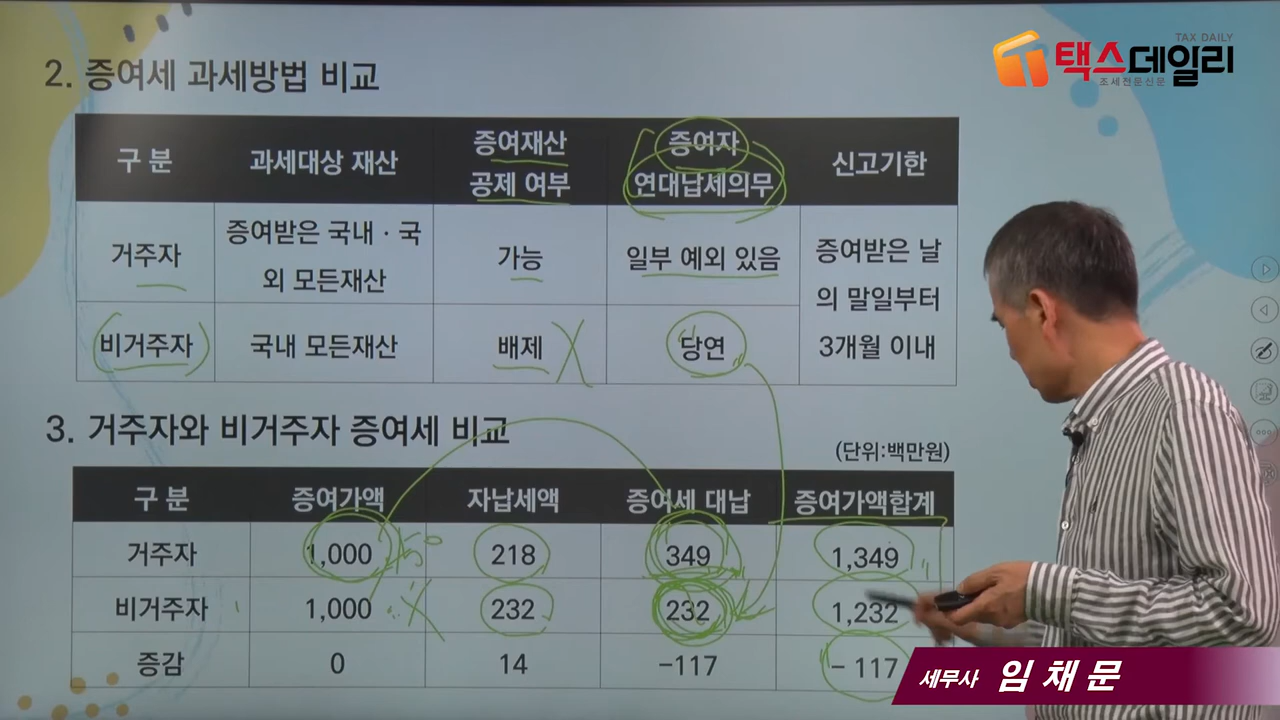 TAX DAILY
택스데일리
조세전문신문
2. 증여세 과세방법 비교
구 분 과세대상 재산 증여재산 공제 여부 증여자 연대납세의무 신고기한
거주자 증여받은 국내 · 국외 모든재산 가능 일부 예외 있음 증여받은 날의 말일부터 3개월 이내
비거주자 국내 모든재산 배제 당연
3. 거주자와 비거주자 증여세 비교
(단위:백만원)
구 분 증여가액 자납세액 증여세 대납 증여가액합계
거주자 1,000 218 349 1,349
비거주자 1,000 232 232 1,232
증감 0 14 -117 - 117
세무사 임 채 문